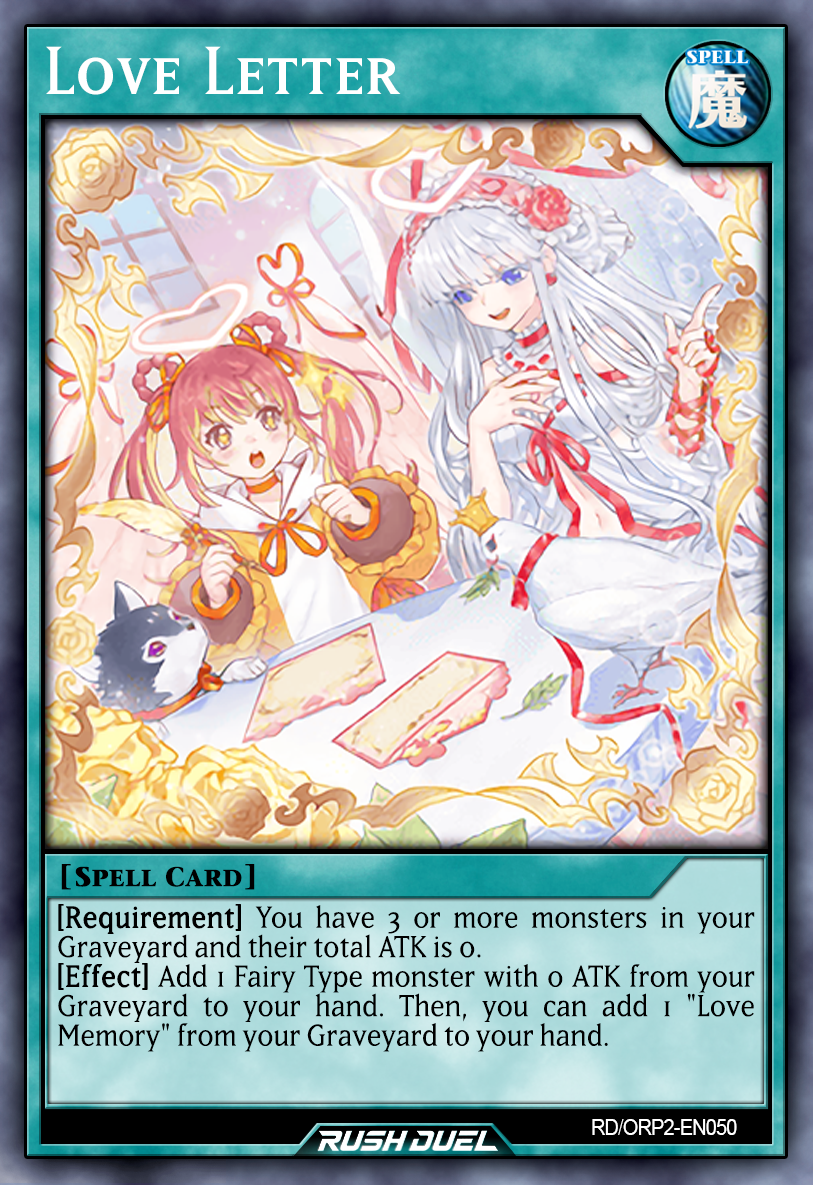 Love Letter
SPELL
魔
[Spell Card]
[Requirement] You have 3 or more monsters in your
Graveyard and their total ATK is 0.
[Effect] Add 1 Fairy Type monster with 0 ATK from your
Graveyard to your hand. Then, you can add 1 "Love
Memory" from your Graveyard to your hand.
RD/ORP2-EN050
RUSH DUEL